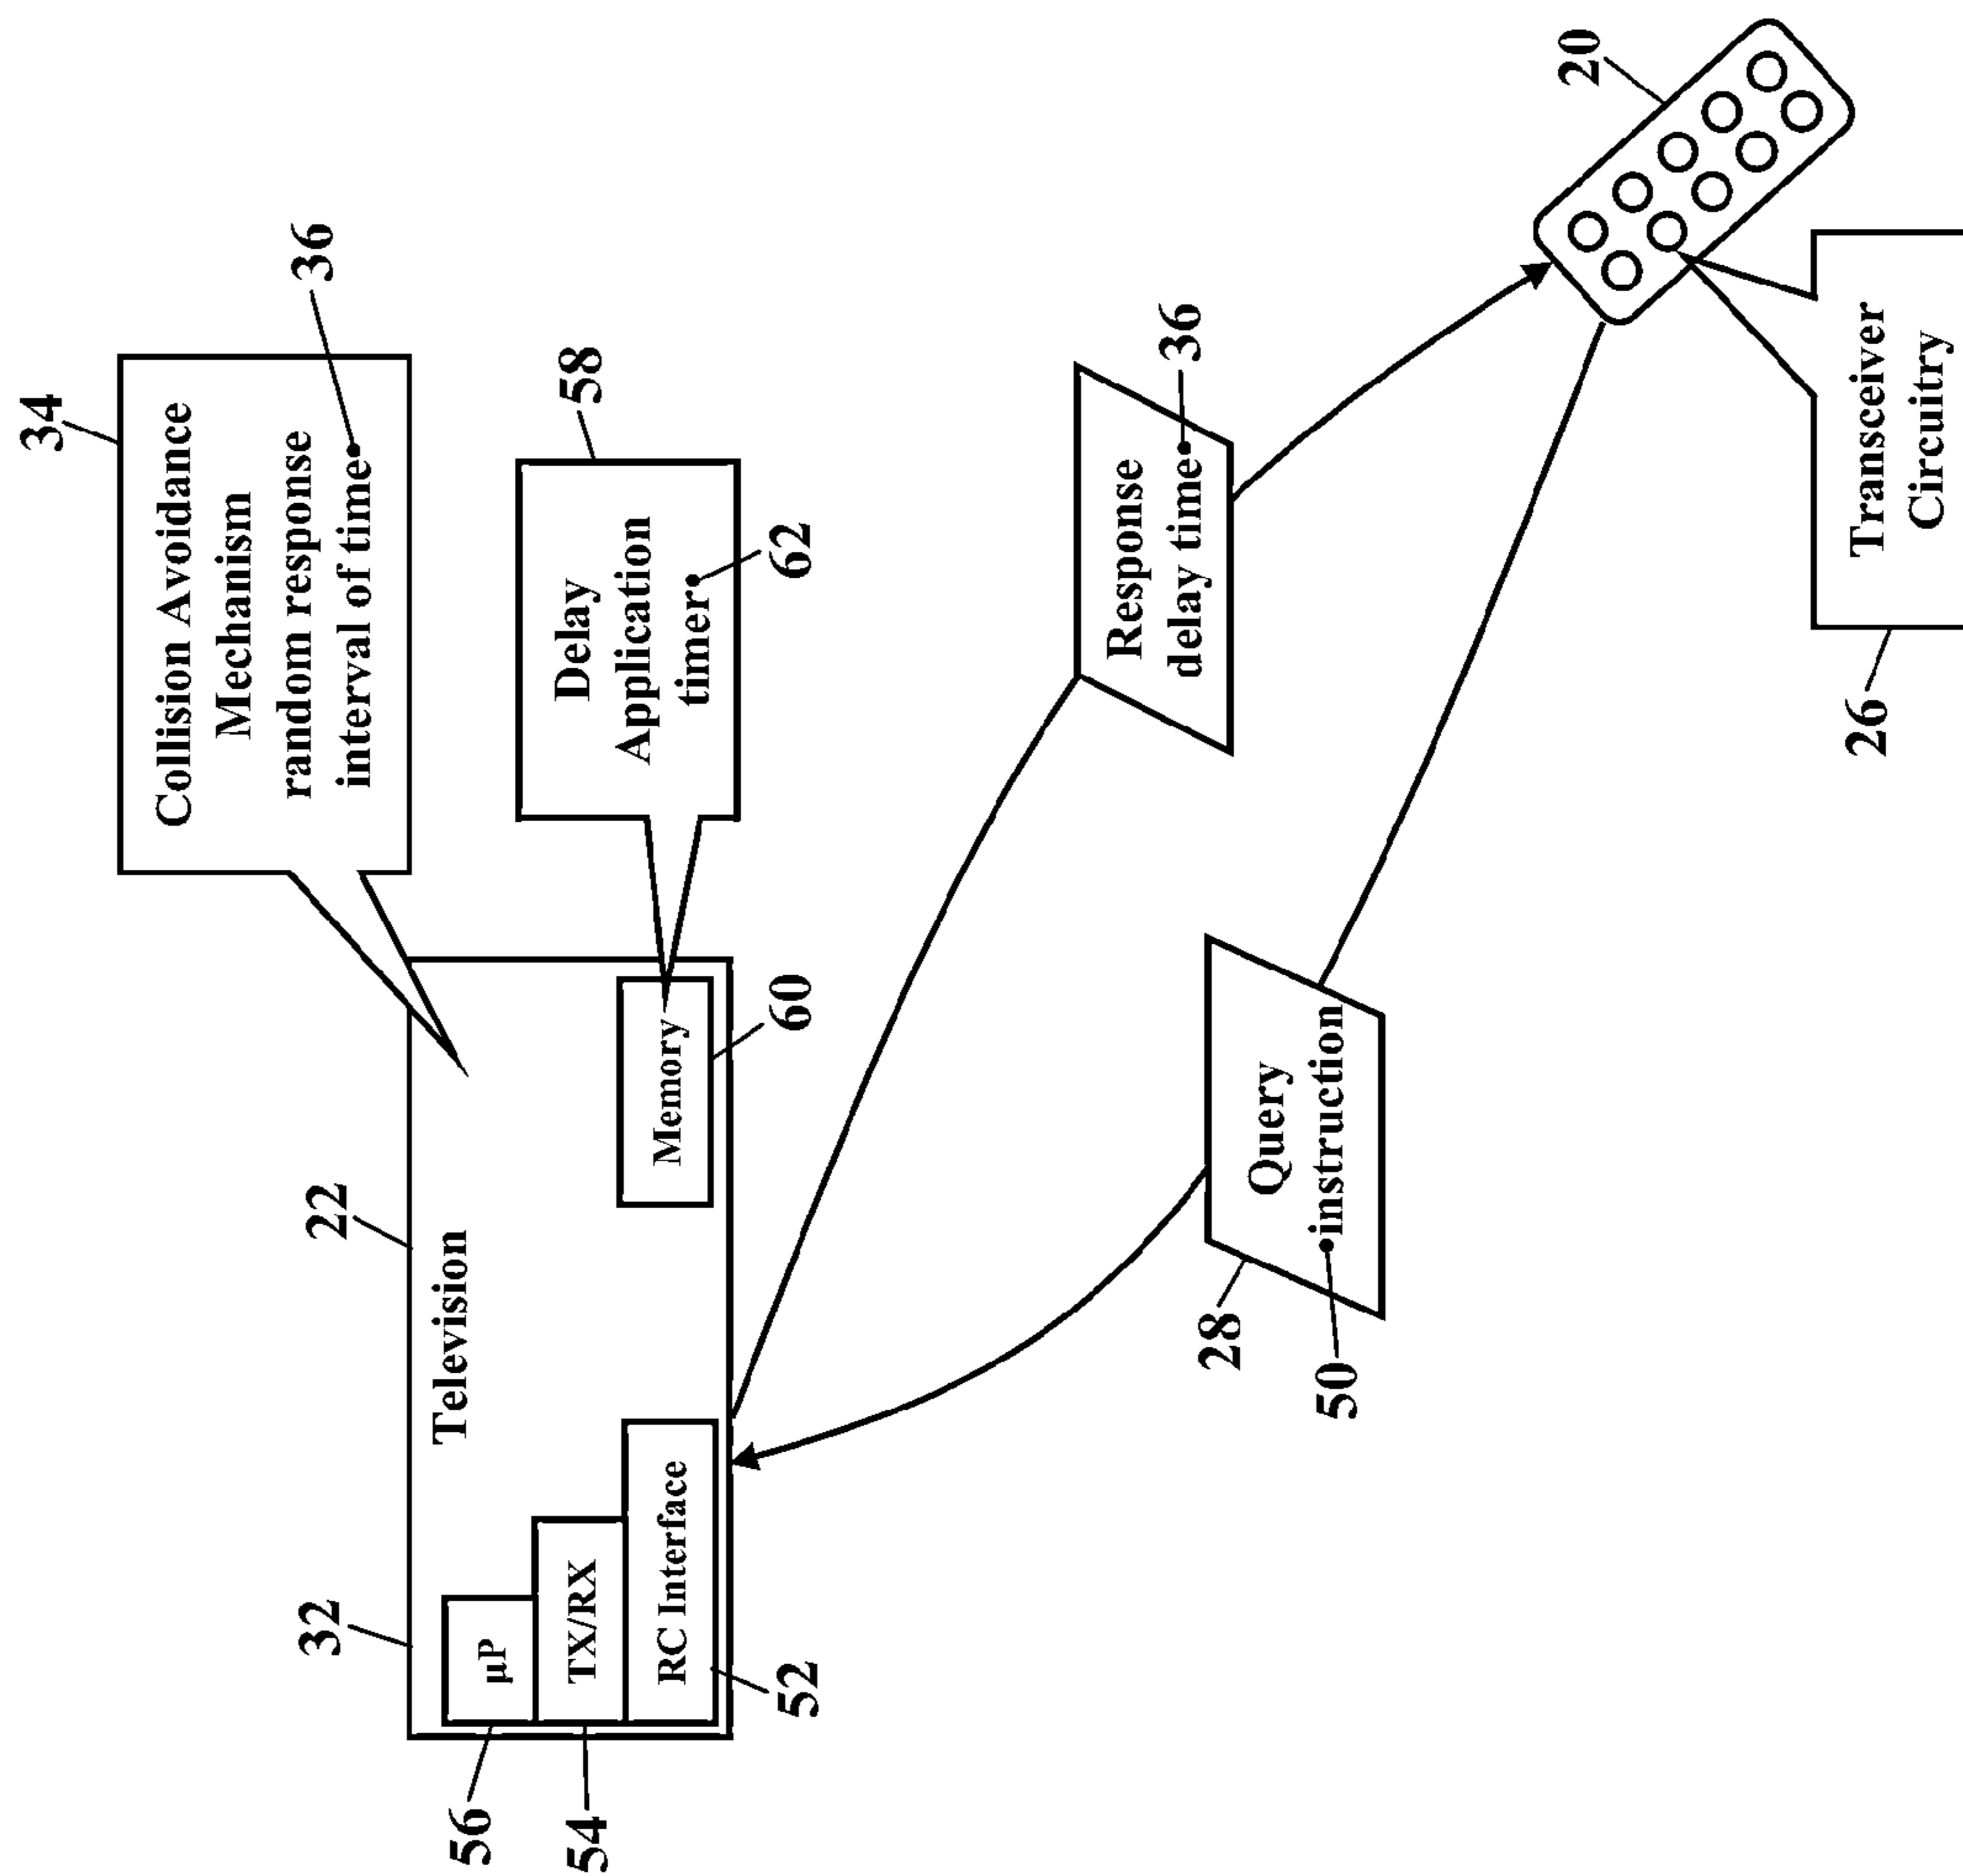 34
Collision Avoidance
Mechanism
random response
interval of time
36
32
22
Television
56
µP
54
TX/RX
RC Interface
52
Memory
60
58
Delay
Application
timer
62
Response
delay time
36
28
Query
instruction
50
20
26
Transceiver
Circuitry